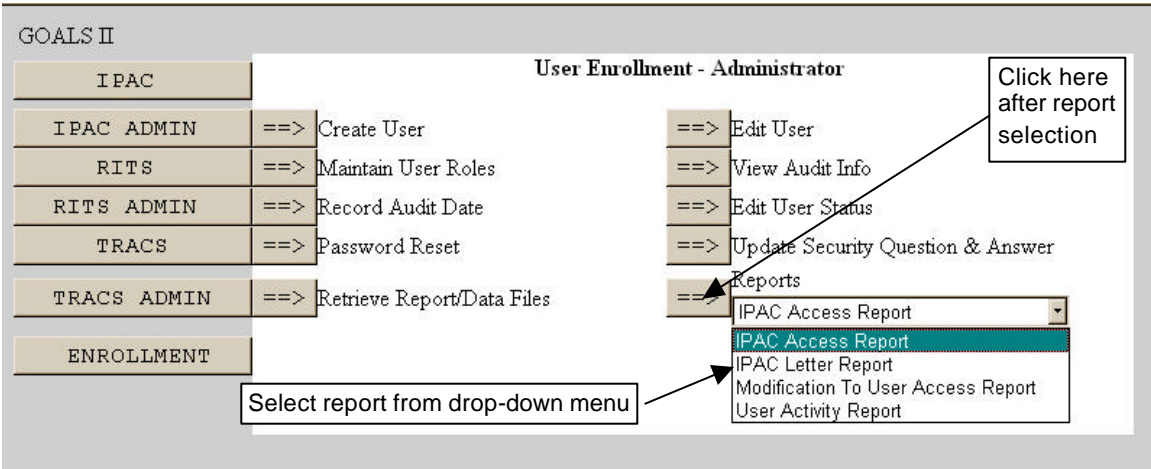 GOALS II
IPAC
User Enrollment - Administrator
Click here
after report
selection
IPAC ADMIN ==> Create User ==> Edit User
RITS ==> Maintain User Roles ==> View Audit Info
RITS ADMIN ==> Record Audit Date ==> Edit User Status
TRACS ==> Password Reset ==> Update Security Question & Answer
Reports
TRACS ADMIN ==> Retrieve Report/Data Files ==>
IPAC Access Report
ENROLLMENT
IPAC Access Report
IPAC Letter Report
Modification To User Access Report
User Activity Report
Select report from drop-down menu